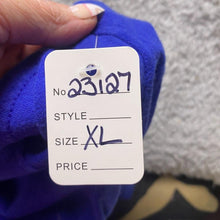 No 23127
STYLE
SIZE XL
PRICE